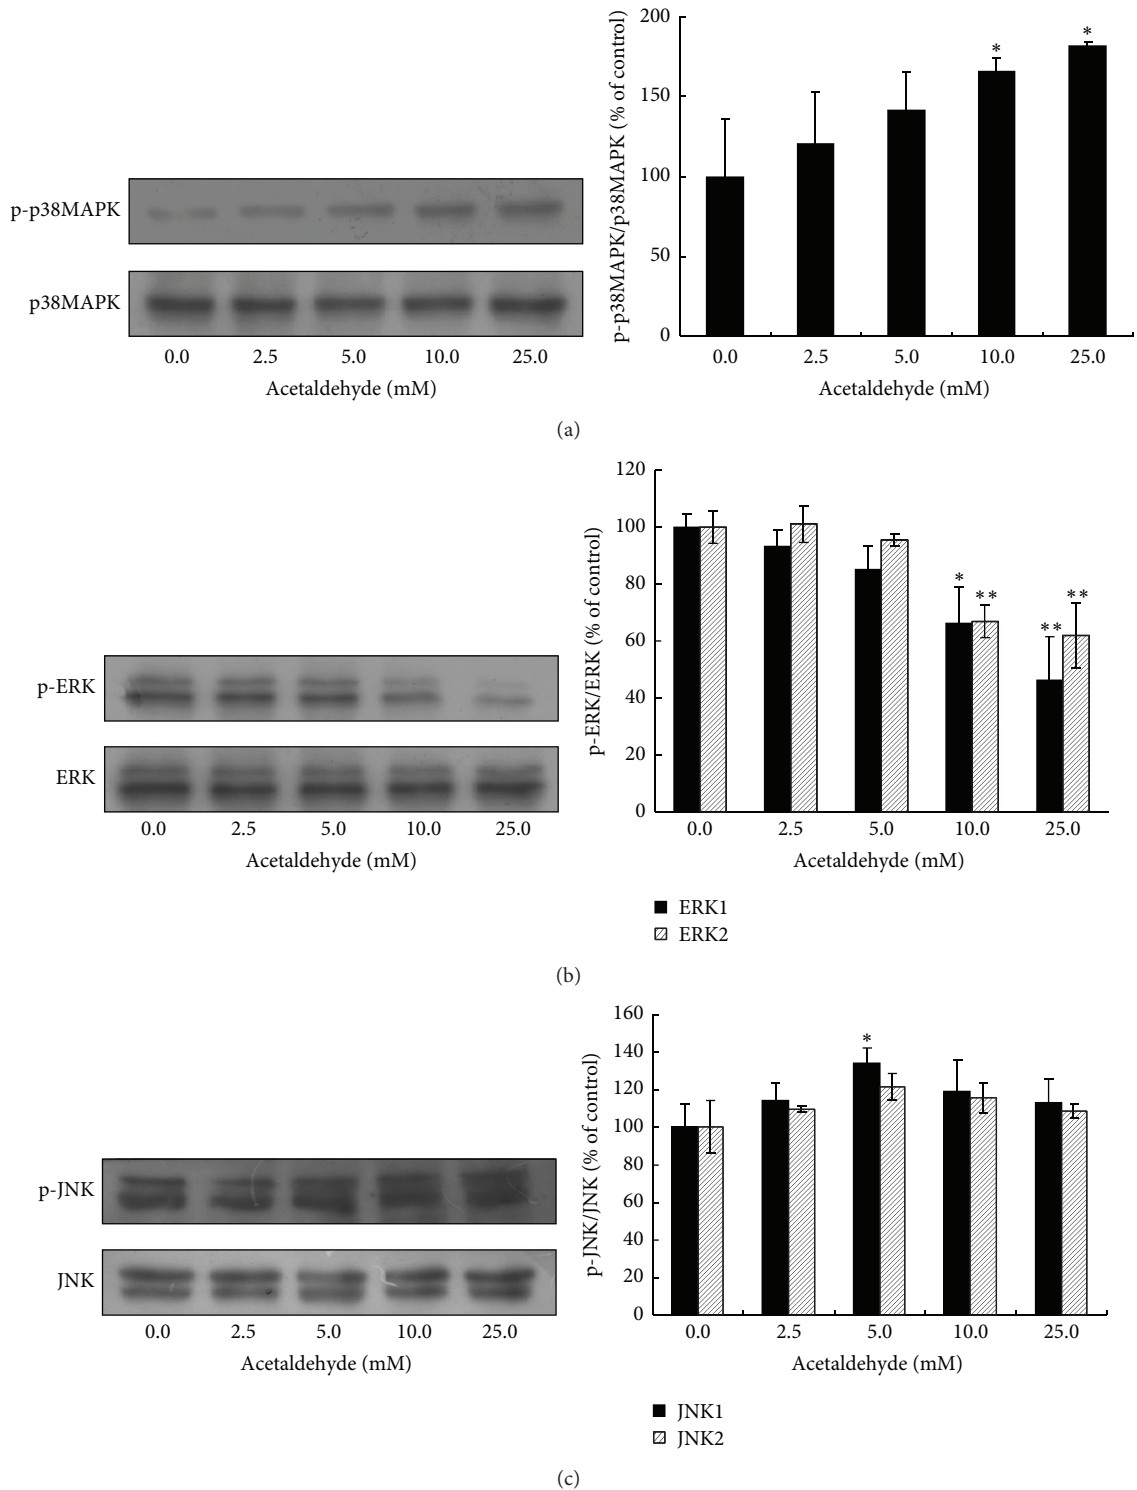 p-p38MAPK
p38MAPK
0.0 2.5 5.0 10.0 25.0
Acetaldehyde (mM)
p-p38MAPK/p38MAPK (% of control)
200
150
100
50
0
* *
0.0 2.5 5.0 10.0 25.0
Acetaldehyde (mM)
(a)
p-ERK
ERK
0.0 2.5 5.0 10.0 25.0
Acetaldehyde (mM)
p-ERK/ERK (% of control)
120
100
80
60
40
20
0
* ** ** **
0.0 2.5 5.0 10.0 25.0
Acetaldehyde (mM)
ERK1
ERK2
(b)
p-JNK
JNK
0.0 2.5 5.0 10.0 25.0
Acetaldehyde (mM)
p-JNK/JNK (% of control)
160
140
120
100
80
60
40
20
0
*
0.0 2.5 5.0 10.0 25.0
Acetaldehyde (mM)
JNK1
JNK2
(c)